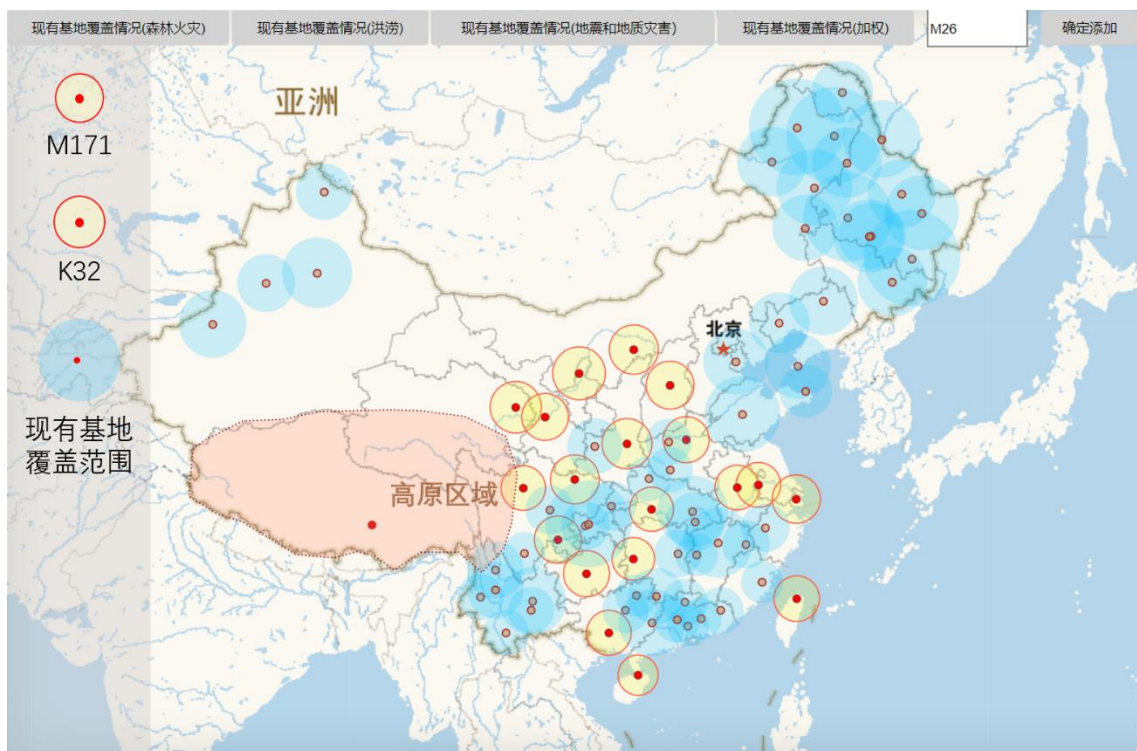 现有基地覆盖情况(森林火灾)
现有基地覆盖情况(洪涝)
现有基地覆盖情况(地震和地质灾害)
现有基地覆盖情况(加权)
M26
确定添加
亚洲
M171
K32
北京
现有基地
覆盖范围
高原区域